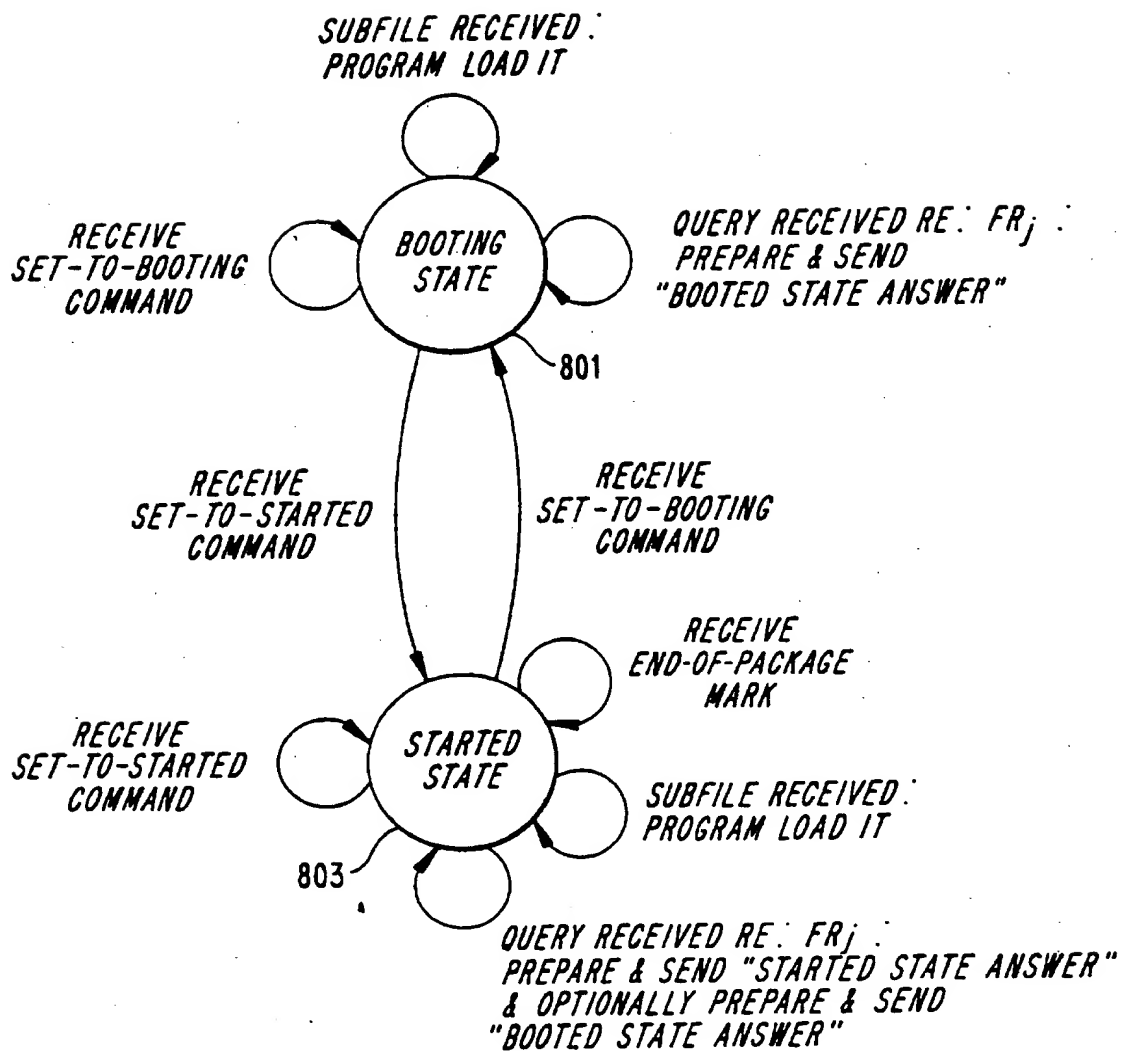 SUBFILE RECEIVED:
PROGRAM LOAD IT
RECEIVE
SET-TO-BOOTING
COMMAND
BOOTING
STATE
QUERY RECEIVED RE: FRj :
PREPARE & SEND
"BOOTED STATE ANSWER"
801
RECEIVE
SET-TO-STARTED
COMMAND
RECEIVE
SET-TO-BOOTING
COMMAND
RECEIVE
END-OF-PACKAGE
MARK
RECEIVE
SET-TO-STARTED
COMMAND
STARTED
STATE
SUBFILE RECEIVED:
PROGRAM LOAD IT
803
QUERY RECEIVED RE: FRj :
PREPARE & SEND "STARTED STATE ANSWER"
& OPTIONALLY PREPARE & SEND
"BOOTED STATE ANSWER"